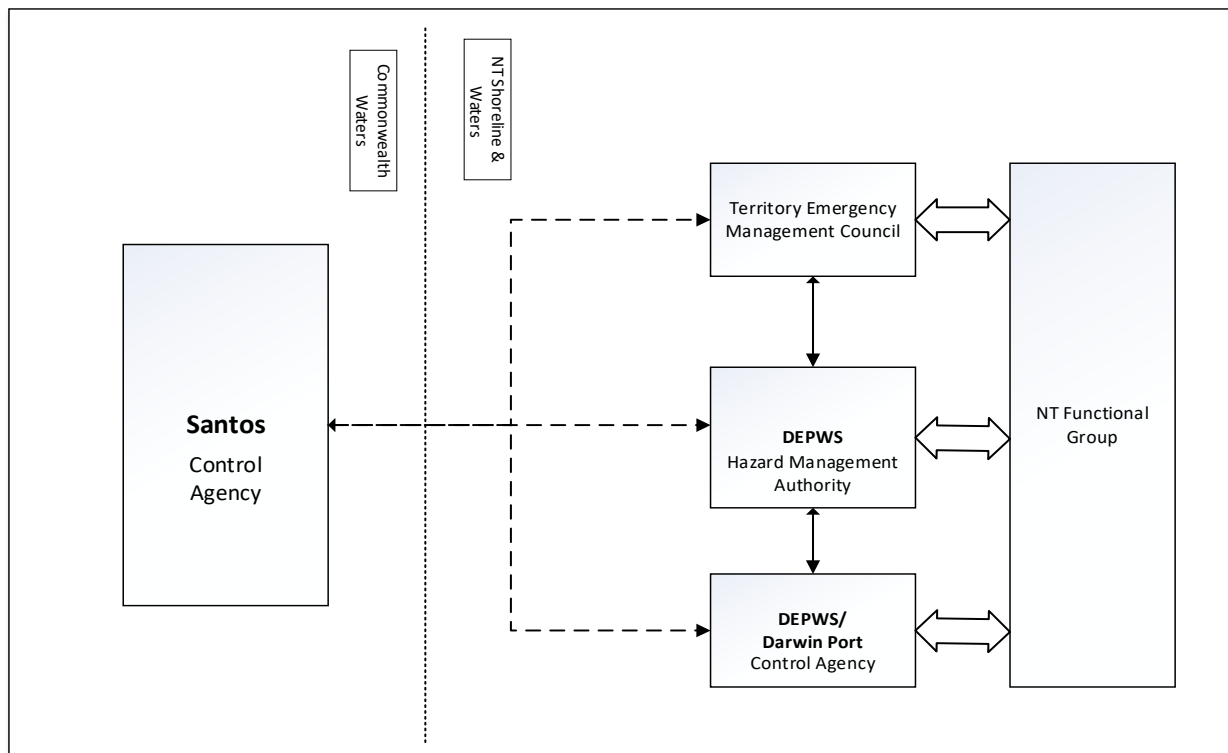 Commonwealth
Waters
NT Shoreline &
Waters
Santos
Control
Agency
Territory Emergency
Management Council
DEPWS
Hazard Management
Authority
DEPWS/
Darwin Port
Control Agency
NT Functional
Group